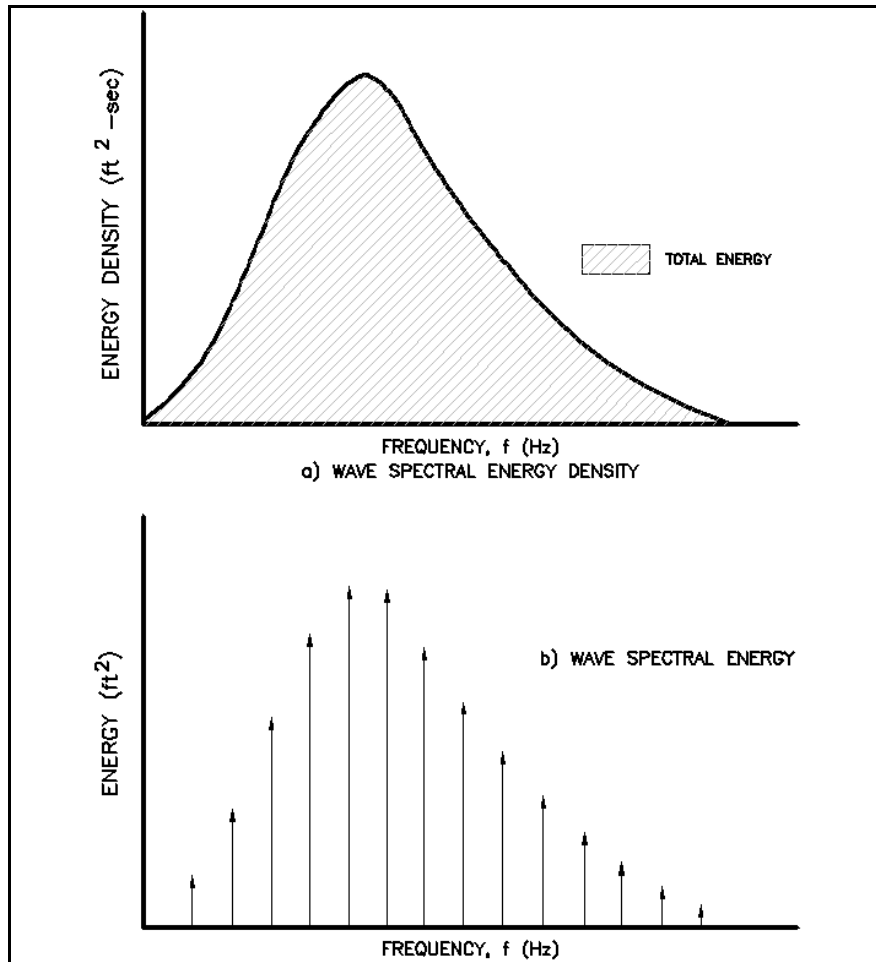 ENERGY DENSITY (ft ² –sec)
TOTAL ENERGY
FREQUENCY, f (Hz)
a) WAVE SPECTRAL ENERGY DENSITY
ENERGY (ft²)
b) WAVE SPECTRAL ENERGY
FREQUENCY, f (Hz)